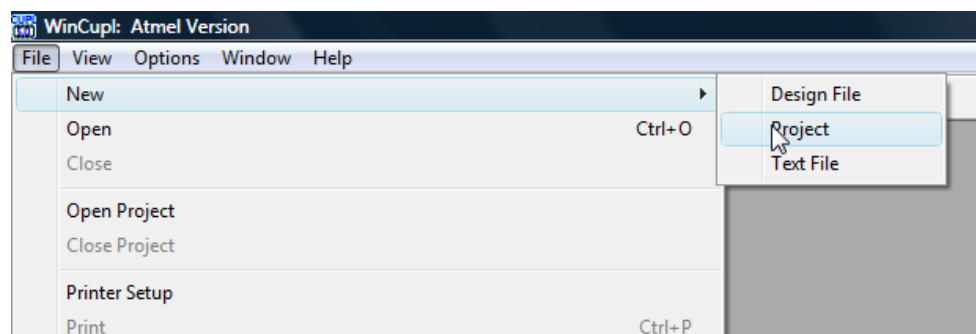 CUPL WinCupl: Atmel Version
File View Options Window Help
New
Open Ctrl+O
Close
Open Project
Close Project
Printer Setup
Print Ctrl+P
Design File
Project
Text File